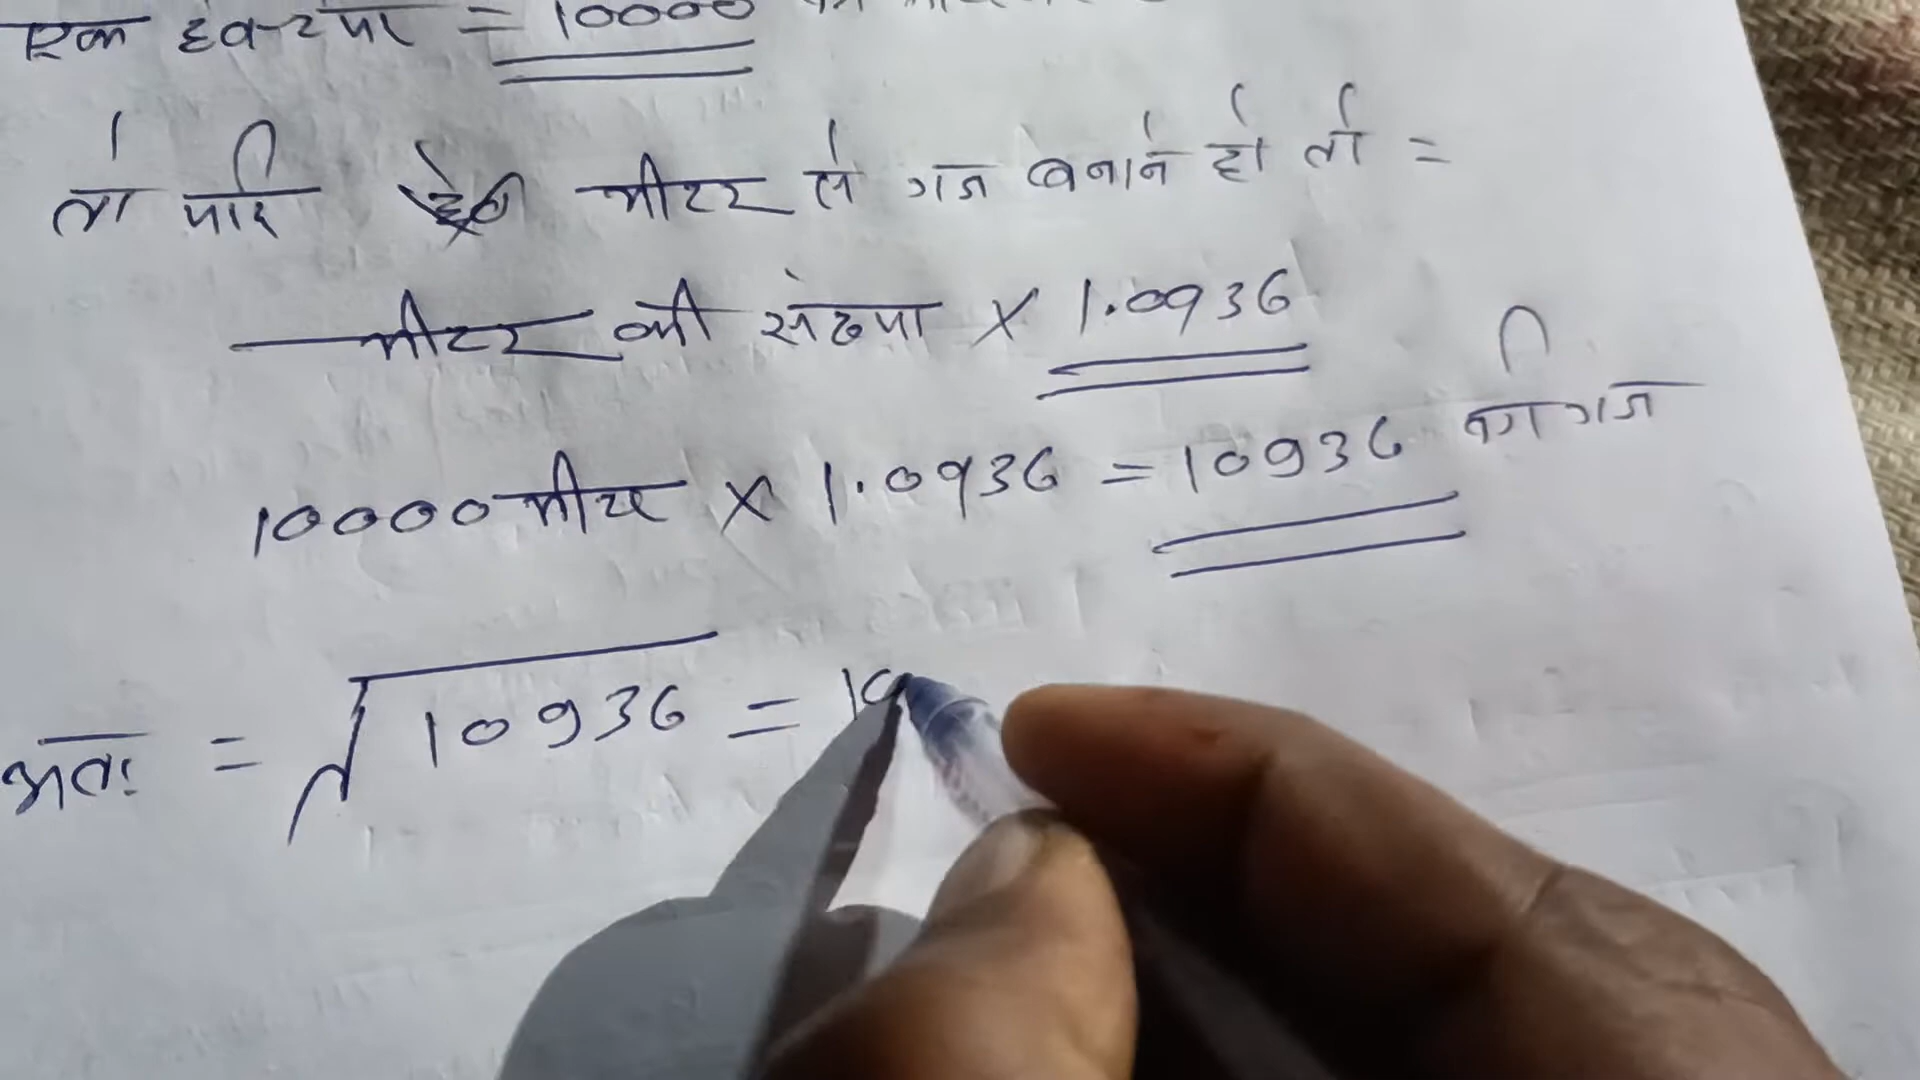 एक हेक्टेयर = 10000
तो यदि मीटर से गज बनाने हो तो =
मीटर की संख्या × 1.0936
10000 मीटर × 1.0936 = 10936 वर्ग गज
अतः = √10936 = 10